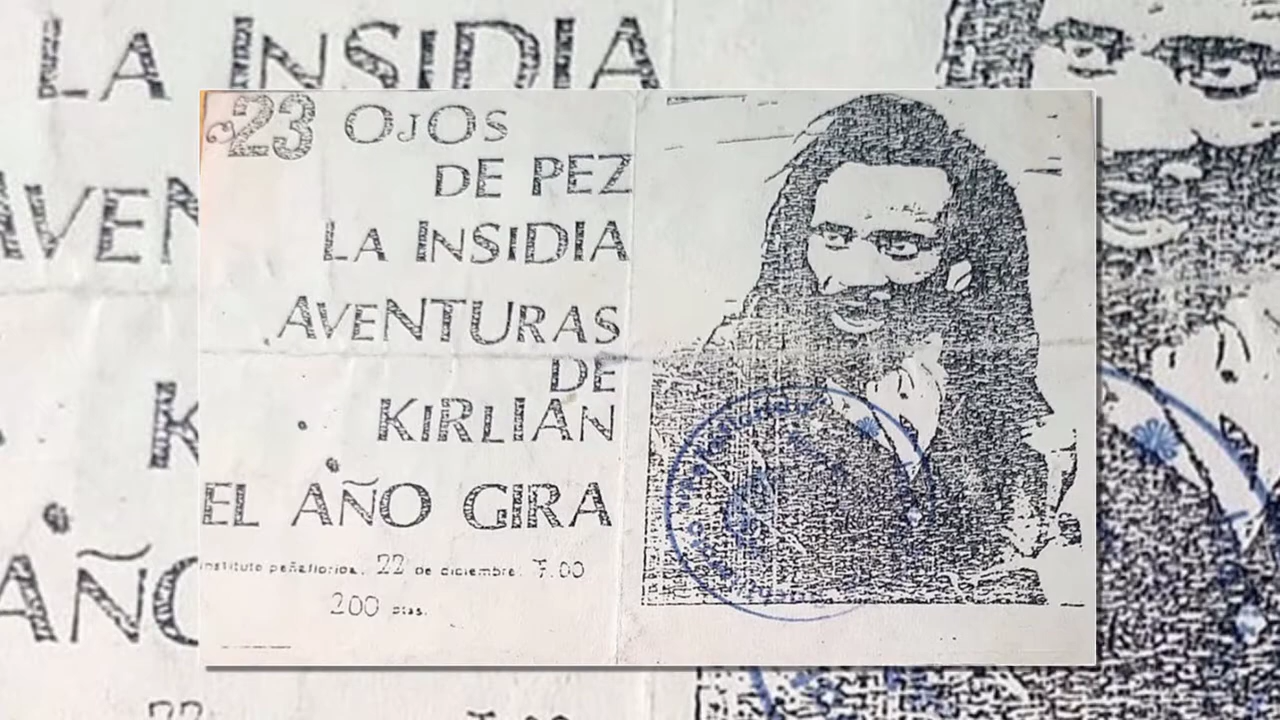 23 OJOS
DE PEZ
LA INSIDIA
AVENTURAS
DE
KIRLIAN
EL AÑO GIRA
instituto peñaflorida. 22 de diciembre. 7.00
200 ptas.